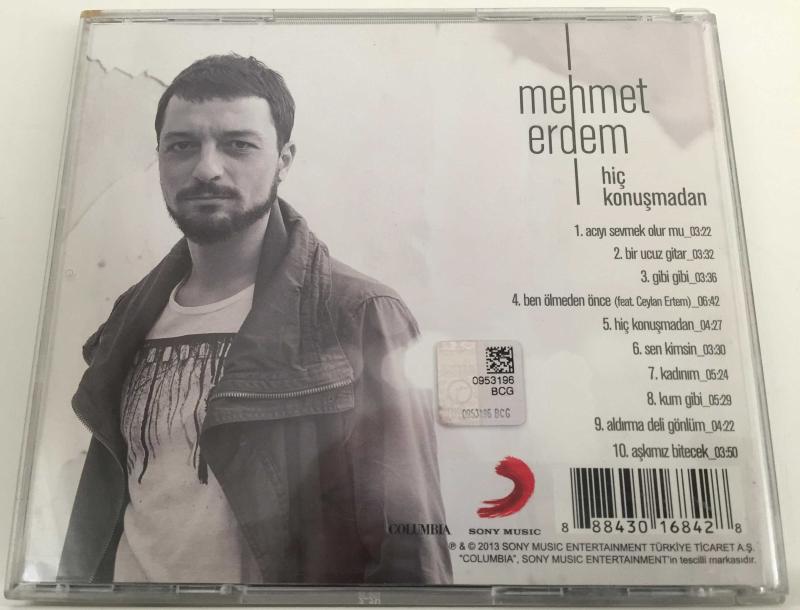 mehmet
erdem
hiç
konuşmadan
1. acıyı sevmek olur mu_03:22
2. bir ucuz gitar_03:32
3. gibi gibi_03:36
4. ben ölmeden önce (feat. Ceylan Ertem)_06:42
5. hiç konuşmadan_04:27
6. sen kimsin_03:30
7. kadınım_05:24
8. kum gibi_05:29
9. aldırma deli gönlüm_04:22
10. aşkımız bitecek_03:50
0953196
BCG
0953196 BCG
COLUMBIA
SONY MUSIC
8 88430 16842 8
℗ & © 2013 SONY MUSIC ENTERTAINMENT TÜRKİYE TİCARET A.Ş.
"COLUMBIA", SONY MUSIC ENTERTAINMENT'in tescilli markasıdır.